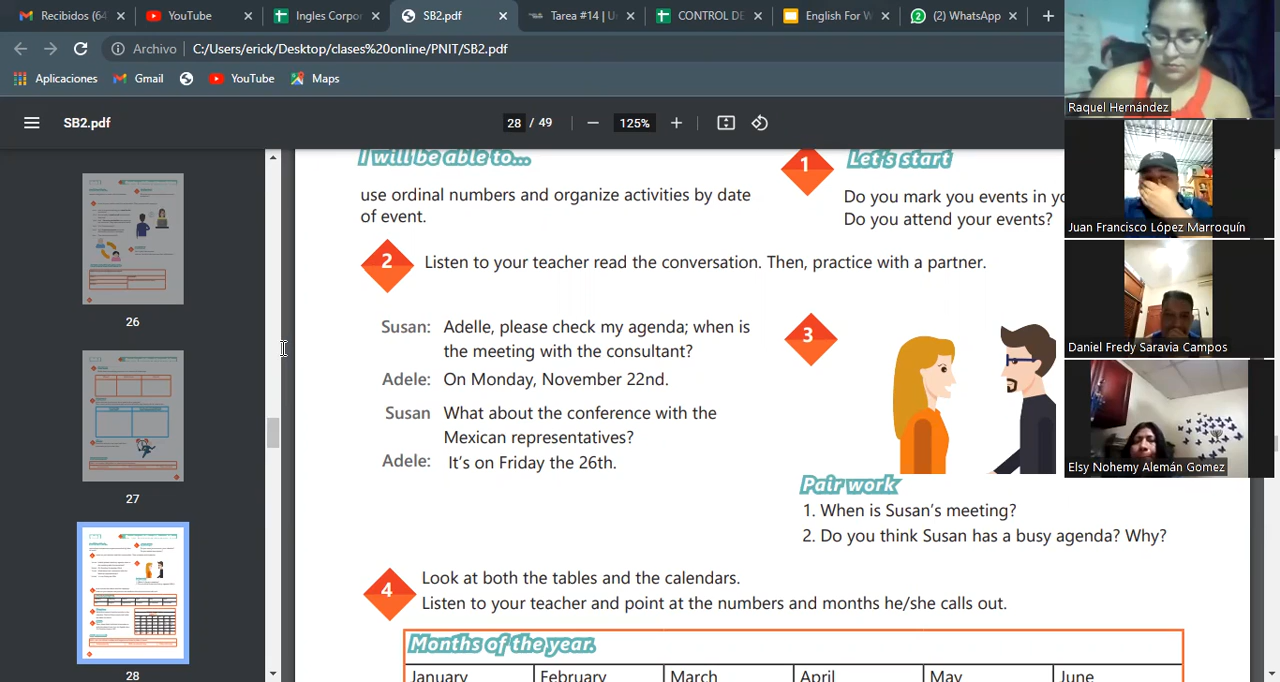 Recibidos (64
YouTube
Ingles Corpor
SB2.pdf
Tarea #14 | U
CONTROL DE
English For W
(2) WhatsApp
Archivo
C:/Users/erick/Desktop/clases%20online/PNIT/SB2.pdf
Aplicaciones
Gmail
YouTube
Maps
SB2.pdf
28 / 49
125%
26
27
28
I will be able to...
use ordinal numbers and organize activities by date
of event.
1
Let's start
Do you mark you events in yo
Do you attend your events?
2
Listen to your teacher read the conversation. Then, practice with a partner.
Susan: Adelle, please check my agenda; when is
the meeting with the consultant?
Adele: On Monday, November 22nd.
Susan What about the conference with the
Mexican representatives?
Adele: It's on Friday the 26th.
3
Pair work
1. When is Susan's meeting?
2. Do you think Susan has a busy agenda? Why?
4
Look at both the tables and the calendars.
Listen to your teacher and point at the numbers and months he/she calls out.
Months of the year.
January February March April May June
Raquel Hernández
Juan Francisco López Marroquín
Daniel Fredy Saravia Campos
Elsy Nohemy Alemán Gomez